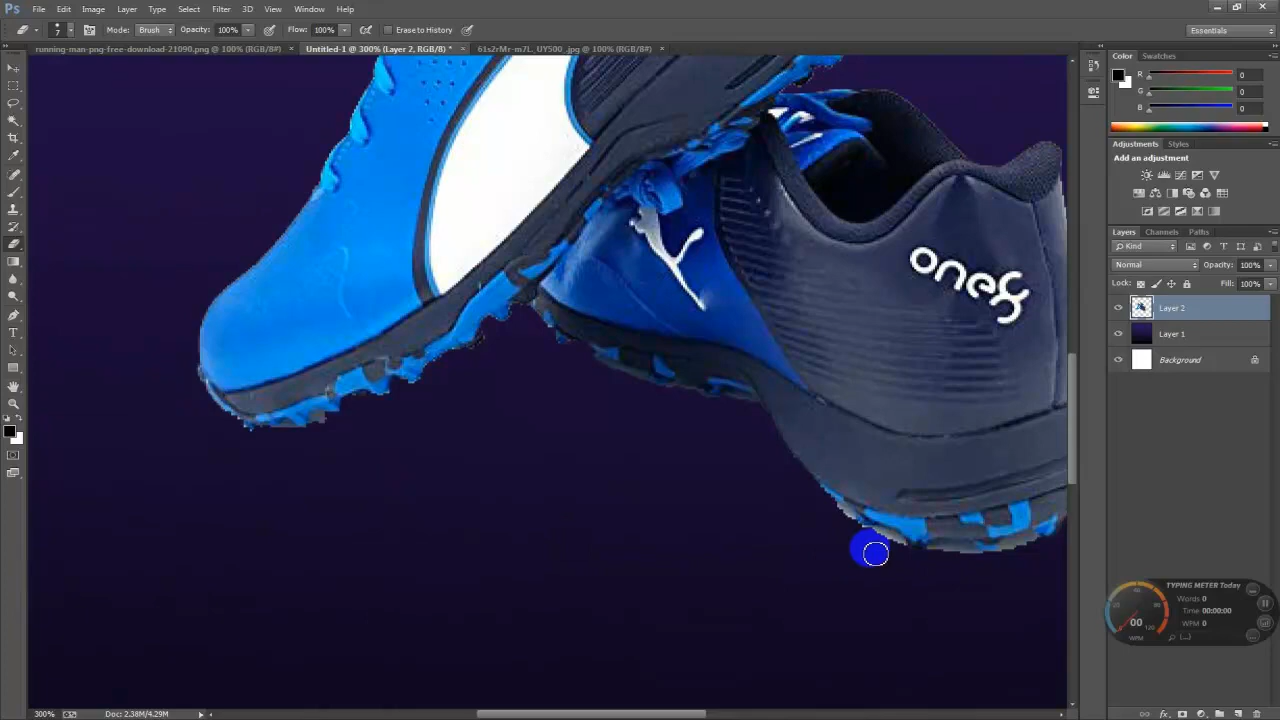 Ps File Edit Image Layer Type Select Filter 3D View Window Help
7 Mode: Brush Opacity: 100% Flow: 100% Erase to History Essentials
running-man-png-free-download-21090.png @ 100% (RGB/8#) × Untitled-1 @ 300% (Layer 2, RGB/8) * × 61s2rMr-m7L._UY500_.jpg @ 100% (RGB/8#) ×
Color Swatches
R 0
G 0
B 0
Adjustments Styles
Add an adjustment
Layers Channels Paths
Kind
Normal Opacity: 100%
Lock: Fill: 100%
Layer 2
Layer 1
Background
one8
TYPING METER Today
Words 0
Time 00:00:00
WPM 0
00
WPM
300% Doc: 2.38M/4.29M